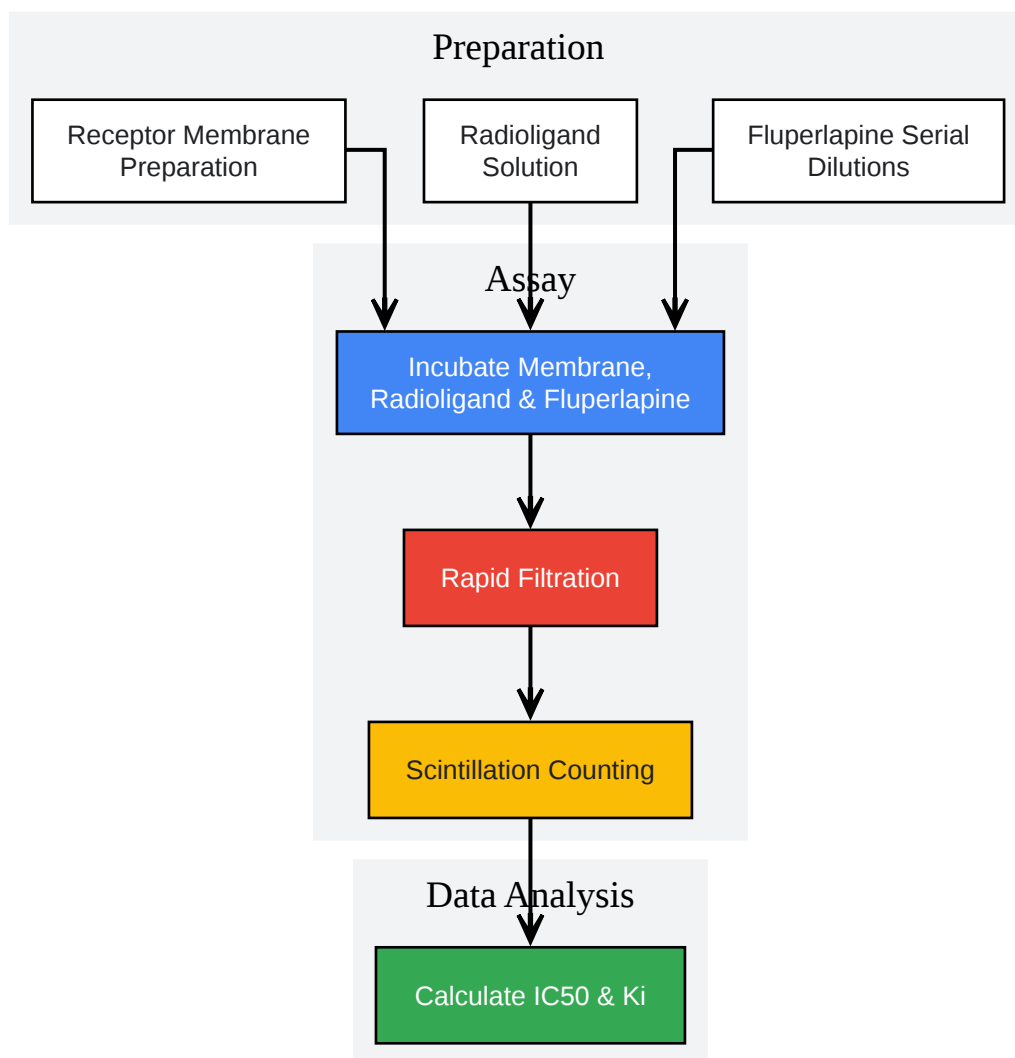 Preparation
Receptor Membrane
Preparation
Radioligand
Solution
Fluperlapine Serial
Dilutions
Assay
Incubate Membrane,
Radioligand & Fluperlapine
Rapid Filtration
Scintillation Counting
Data Analysis
Calculate IC50 & Ki